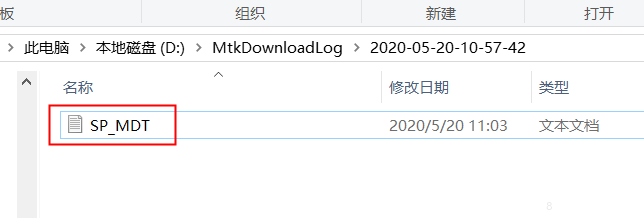 板 组织 新建 打开
此电脑 > 本地磁盘 (D:) > MtkDownloadLog > 2020-05-20-10-57-42
名称 修改日期 类型
SP_MDT 2020/5/20 11:03 文本文档